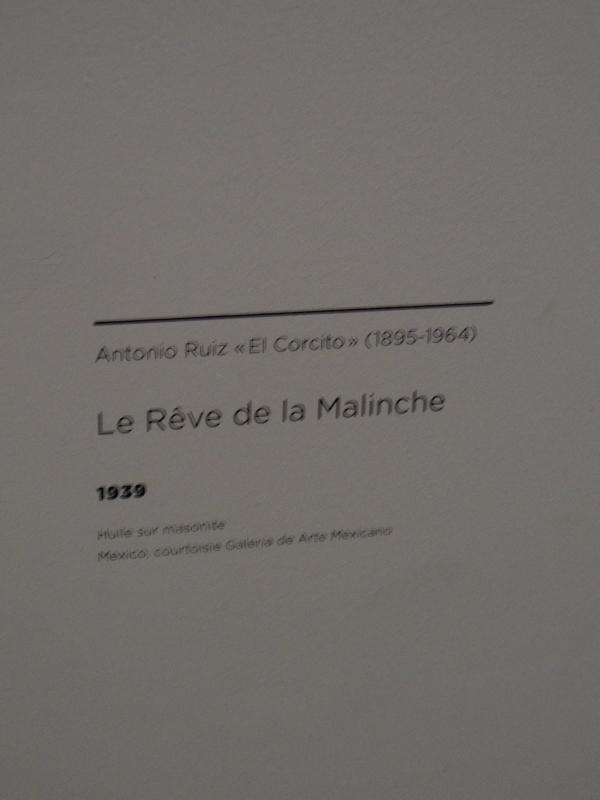 Antonio Ruiz «El Corcito» (1895-1964)
Le Rêve de la Malinche
1939
Huile sur masonite
Mexico, courtoisie Galeria de Arte Mexicano